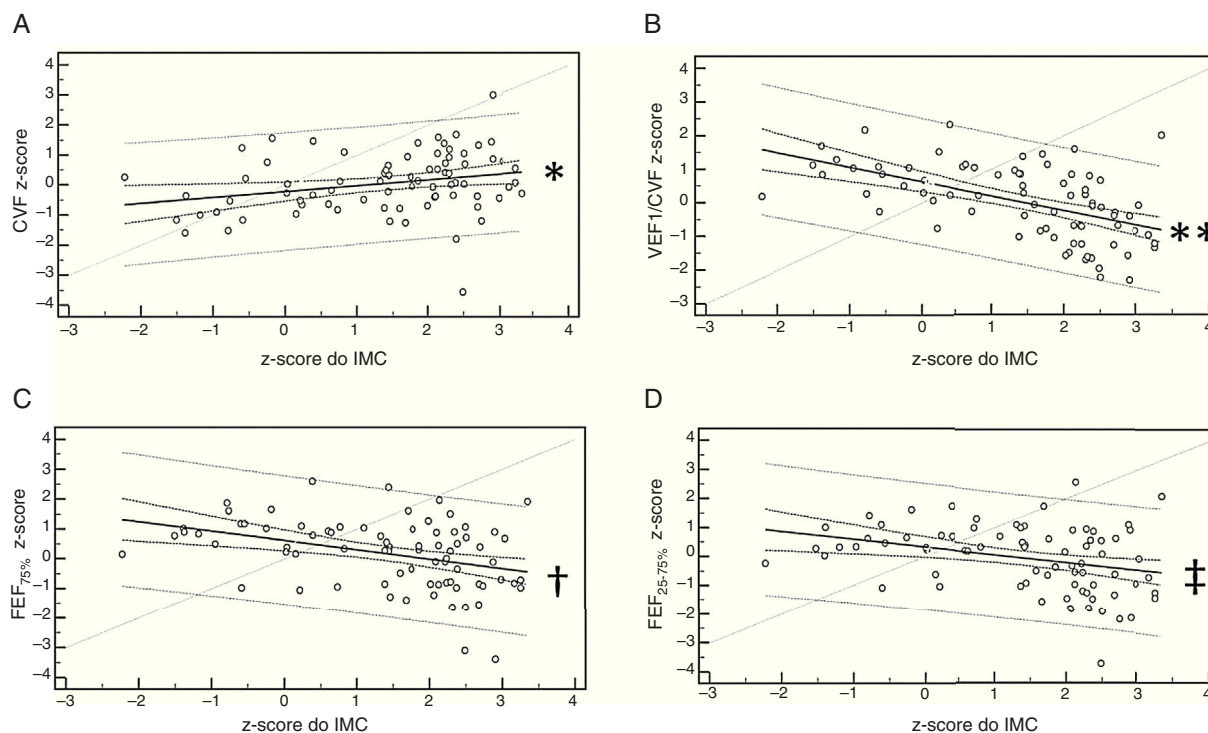 A
CVF z-score
4
3
2
1
0
–1
–2
–3
–4
–3 –2 –1 0 1 2 3 4
z-score do IMC
*
B
VEF1/CVF z-score
4
3
2
1
0
–1
–2
–3
–3 –2 –1 0 1 2 3 4
z-score do IMC
**
C
FEF75% z-score
4
3
2
1
0
–1
–2
–3
–4
–3 –2 –1 0 1 2 3 4
z-score do IMC
†
D
FEF25-75% z-score
4
3
2
1
0
–1
–2
–3
–4
–3 –2 –1 0 1 2 3 4
z-score do IMC
‡